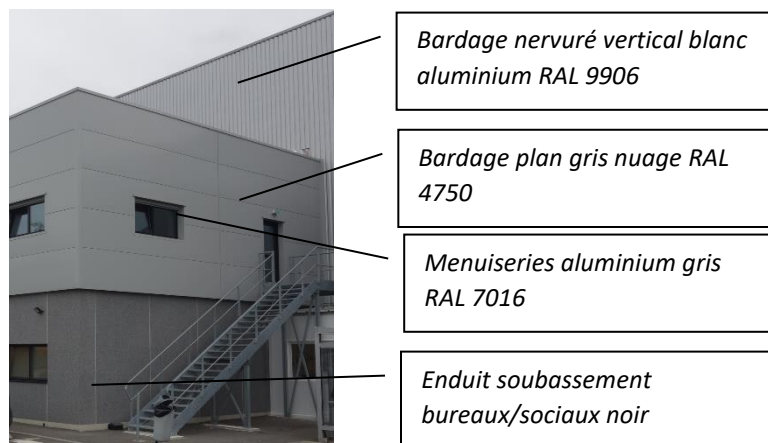 Bardage nervuré vertical blanc
aluminium RAL 9906
Bardage plan gris nuage RAL
4750
Menuiseries aluminium gris
RAL 7016
Enduit soubassement
bureaux/sociaux noir